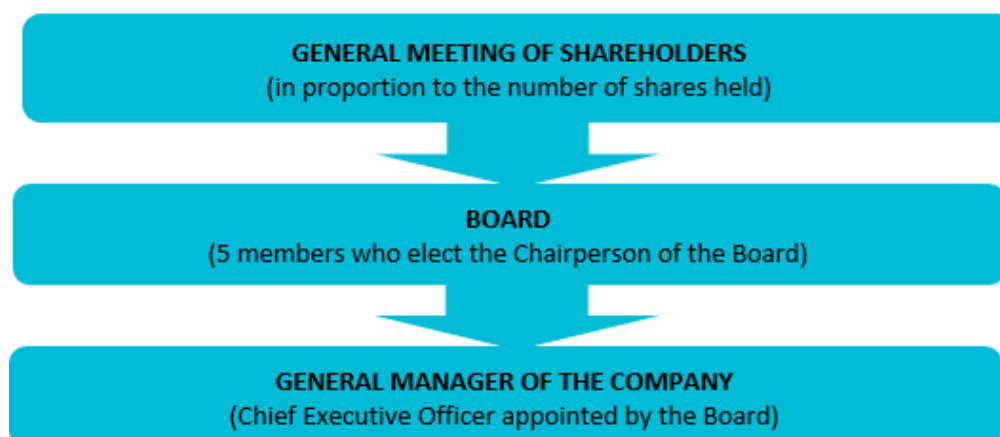 GENERAL MEETING OF SHAREHOLDERS
(in proportion to the number of shares held)
BOARD
(5 members who elect the Chairperson of the Board)
GENERAL MANAGER OF THE COMPANY
(Chief Executive Officer appointed by the Board)